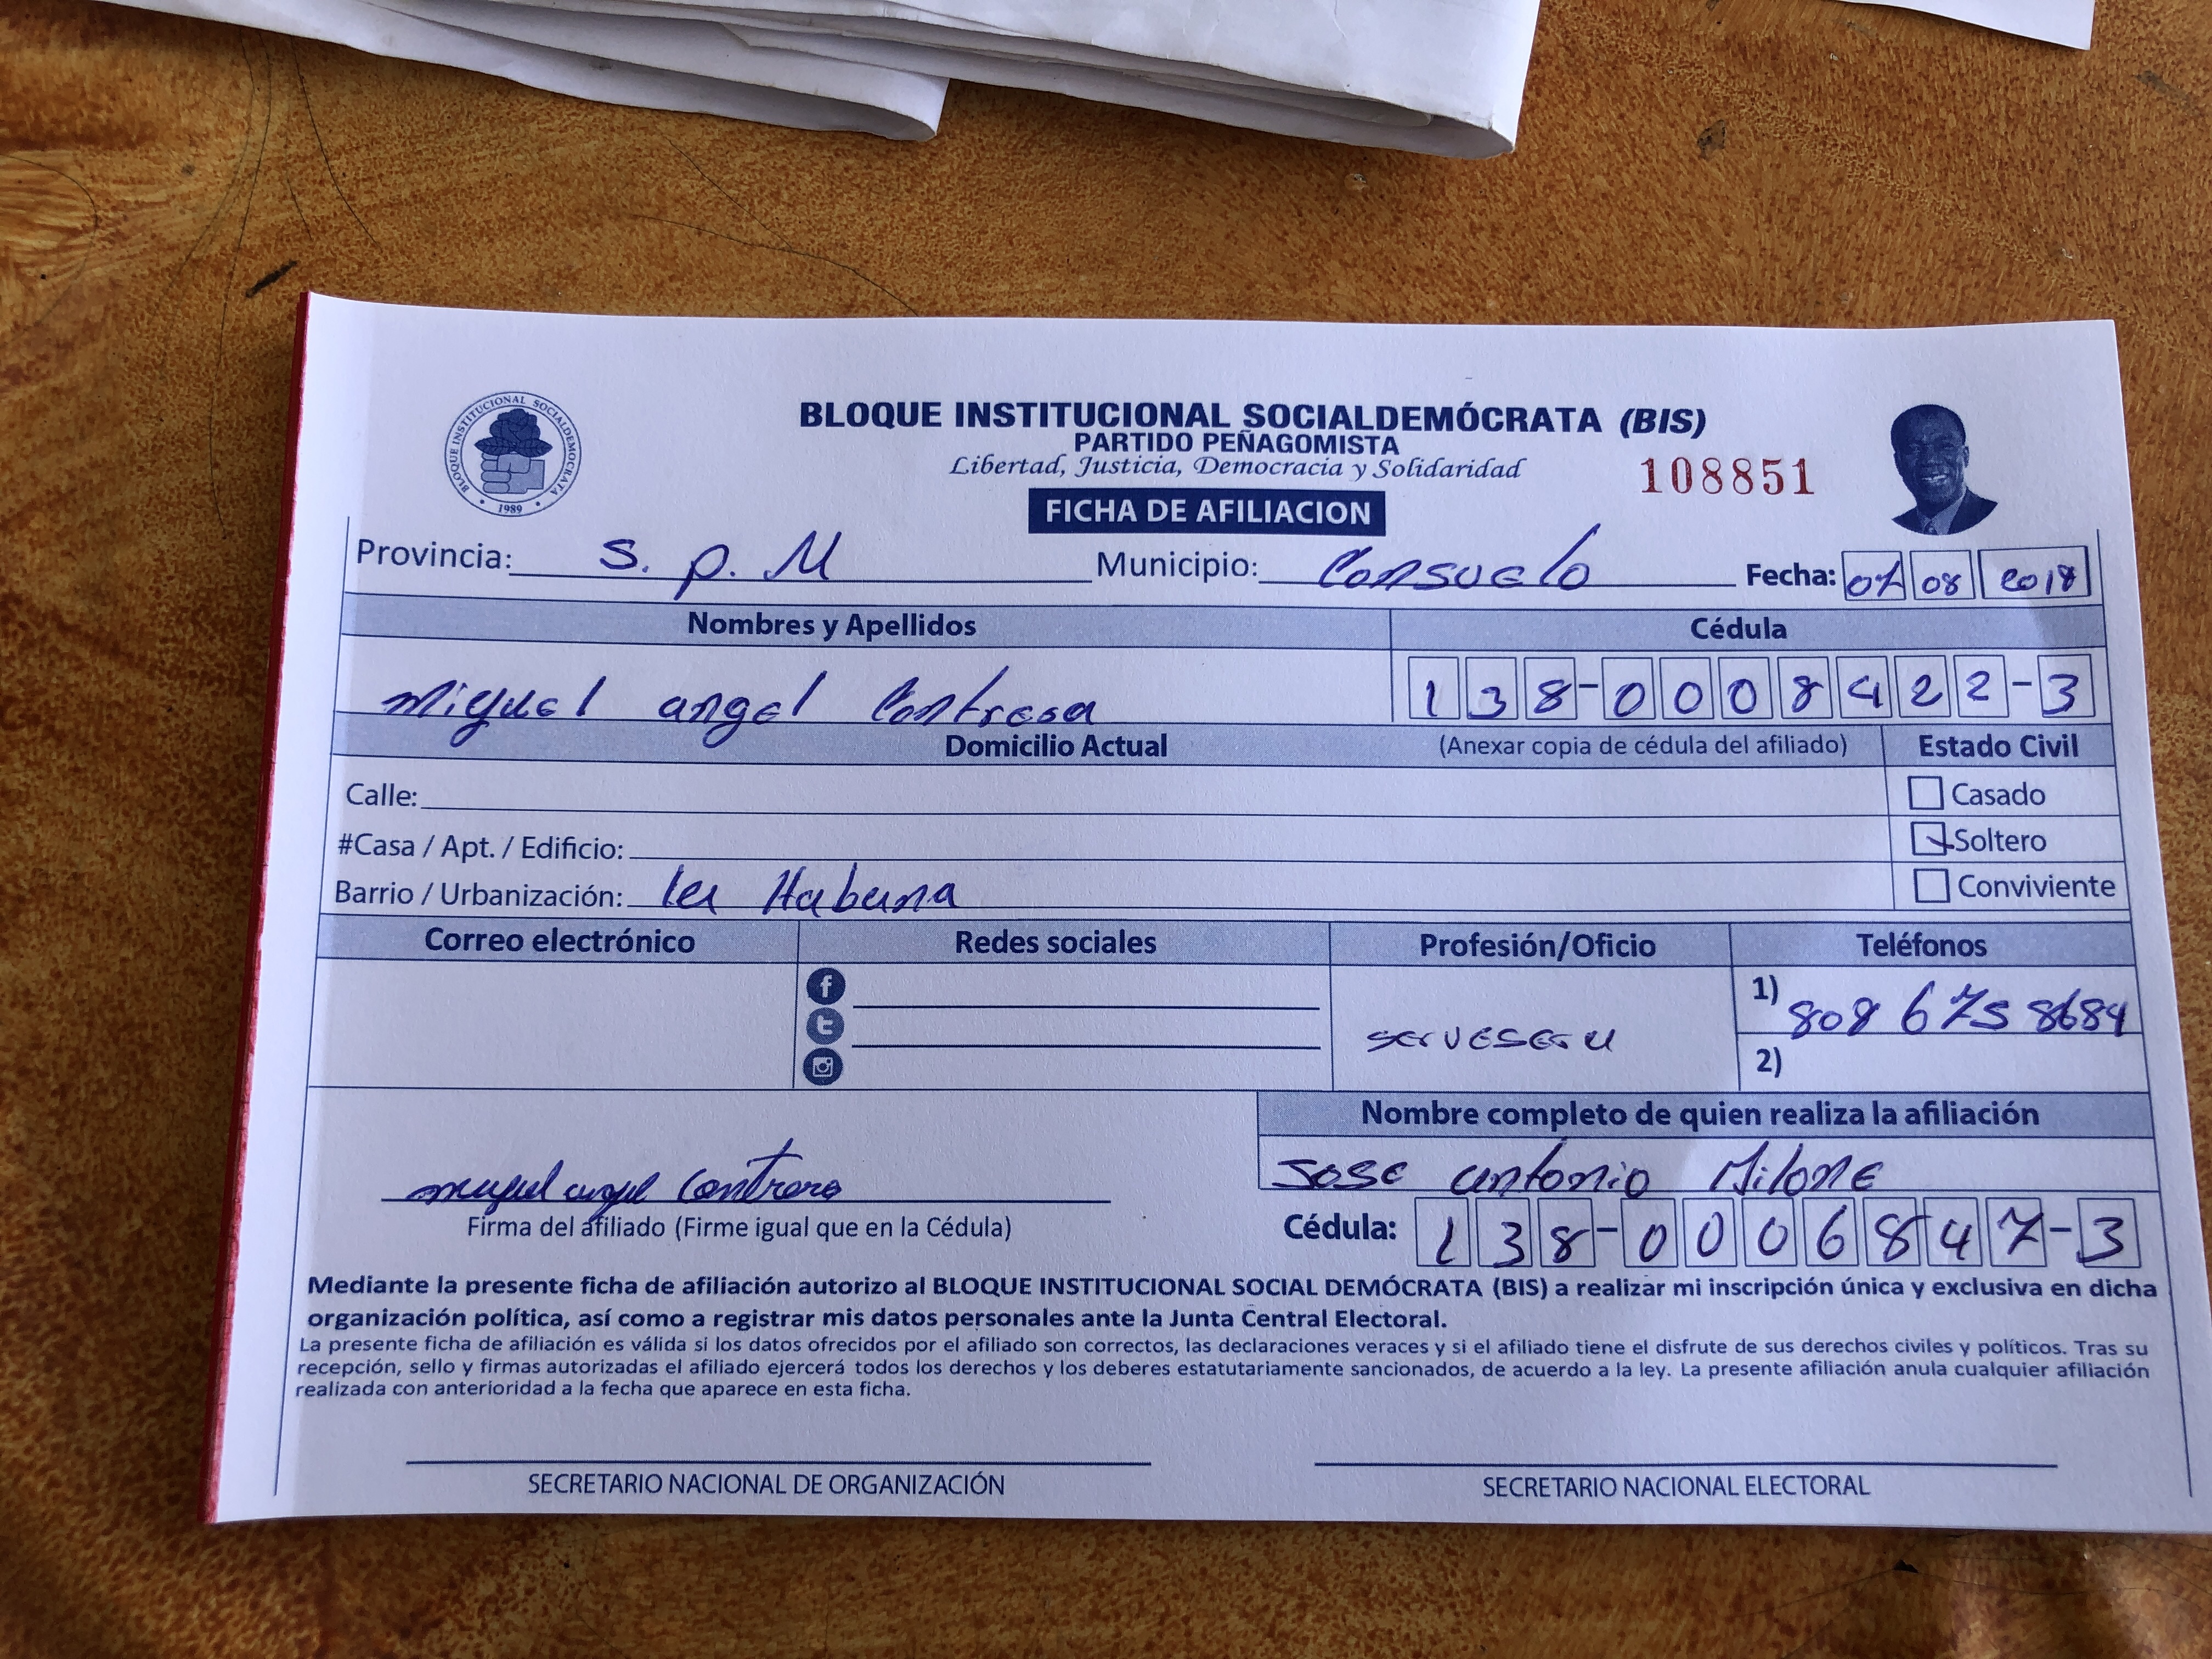 BLOQUE INSTITUCIONAL SOCIALDEMÓCRATA (BIS)
PARTIDO PEÑAGOMISTA
Libertad, Justicia, Democracia y Solidaridad
108851
BLOQUE INSTITUCIONAL SOCIALDEMOCRATA
1989
FICHA DE AFILIACION
Provincia: S. P. M Municipio: Consuelo Fecha: 07 08 2018
Nombres y Apellidos Cédula
Miguel angel Contresa 138-0008422-3
Domicilio Actual (Anexar copia de cédula del afiliado) Estado Civil
Calle: Casado
#Casa / Apt. / Edificio: Soltero
Barrio / Urbanización: la Habana Conviviente
Correo electrónico Redes sociales Profesión/Oficio Teléfonos
1) 808 675 8684
2)
Nombre completo de quien realiza la afiliación
Jose antonio Milone
miguel angel Contrera
Firma del afiliado (Firme igual que en la Cédula) Cédula: 138-0006847-3
Mediante la presente ficha de afiliación autorizo al BLOQUE INSTITUCIONAL SOCIAL DEMÓCRATA (BIS) a realizar mi inscripción única y exclusiva en dicha
organización política, así como a registrar mis datos personales ante la Junta Central Electoral.
La presente ficha de afiliación es válida si los datos ofrecidos por el afiliado son correctos, las declaraciones veraces y si el afiliado tiene el disfrute de sus derechos civiles y políticos. Tras su
recepción, sello y firmas autorizadas el afiliado ejercerá todos los derechos y los deberes estatutariamente sancionados, de acuerdo a la ley. La presente afiliación anula cualquier afiliación
realizada con anterioridad a la fecha que aparece en esta ficha.
SECRETARIO NACIONAL DE ORGANIZACIÓN SECRETARIO NACIONAL ELECTORAL